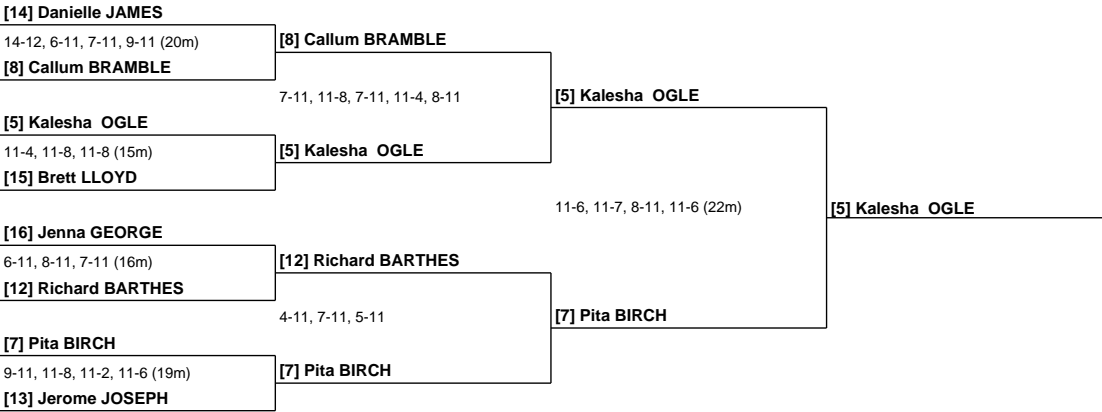 [14] Danielle JAMES
14-12, 6-11, 7-11, 9-11 (20m)
[8] Callum BRAMBLE
[8] Callum BRAMBLE
7-11, 11-8, 7-11, 11-4, 8-11
[5] Kalesha OGLE
[5] Kalesha OGLE
11-4, 11-8, 11-8 (15m)
[5] Kalesha OGLE
[15] Brett LLOYD
11-6, 11-7, 8-11, 11-6 (22m)
[5] Kalesha OGLE
[16] Jenna GEORGE
6-11, 8-11, 7-11 (16m)
[12] Richard BARTHES
[12] Richard BARTHES
4-11, 7-11, 5-11
[7] Pita BIRCH
[7] Pita BIRCH
9-11, 11-8, 11-2, 11-6 (19m)
[7] Pita BIRCH
[13] Jerome JOSEPH